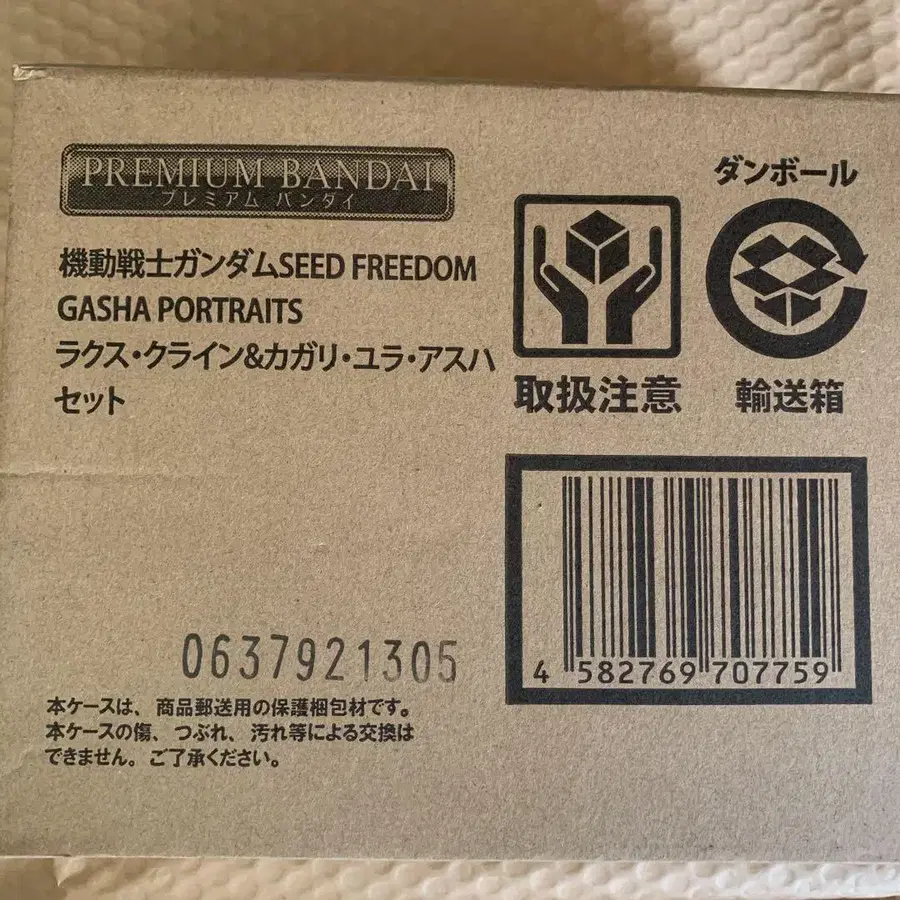 PREMIUM BANDAI
プレミアム バンダイ
機動戦士ガンダムSEED FREEDOM
GASHA PORTRAITS
ラクス・クライン&カガリ・ユラ・アスハ
セット
取扱注意
ダンボール
輸送箱
4 582769 707759
0637921305
本ケースは、商品郵送用の保護梱包材です。
本ケースの傷、つぶれ、汚れ等による交換は
できません。ご了承ください。